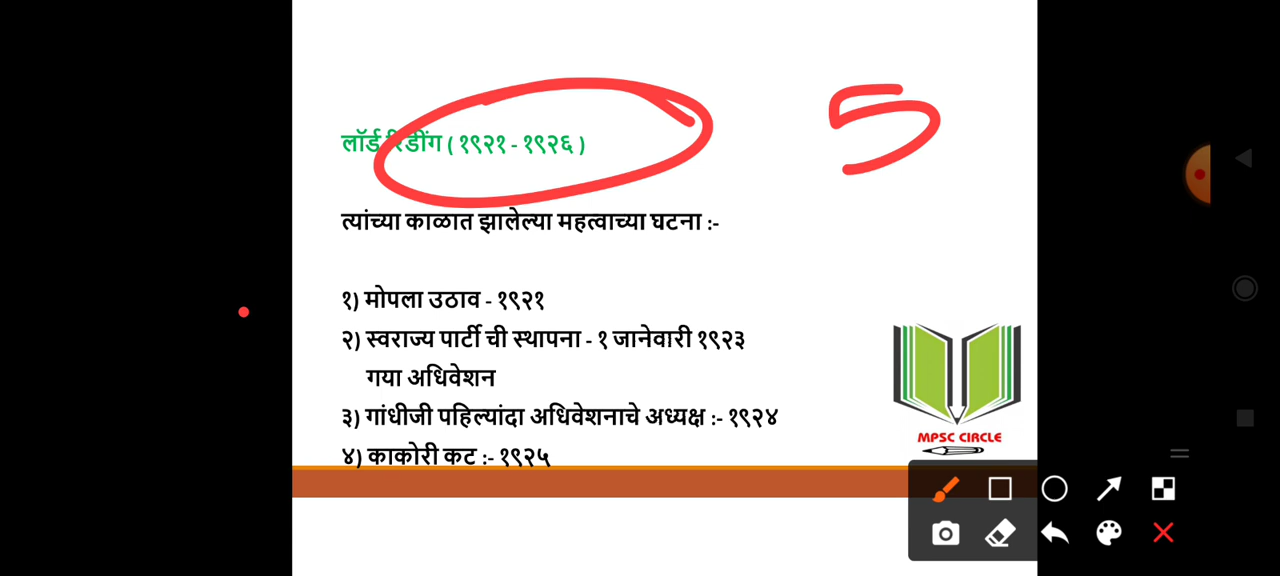 लॉर्ड रिडींग ( १९२१ - १९२६ )
5
त्यांच्या काळात झालेल्या महत्वाच्या घटना :-
१) मोपला उठाव - १९२१
२) स्वराज्य पार्टी ची स्थापना - १ जानेवारी १९२३
गया अधिवेशन
३) गांधीजी पहिल्यांदा अधिवेशनाचे अध्यक्ष :- १९२४
४) काकोरी कट :- १९२५
MPSC CIRCLE